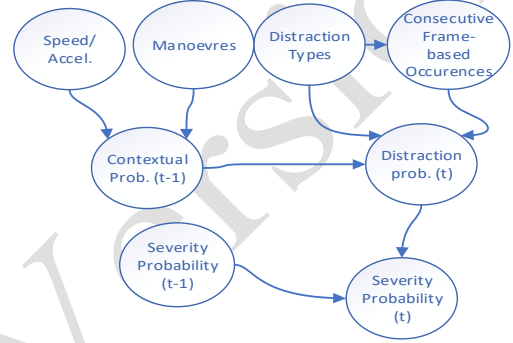 Speed/
Accel.
Manoevres
Distraction
Types
Consecutive
Frame-
based
Occurences
Contextual
Prob. (t-1)
Distraction
prob. (t)
Severity
Probability
(t-1)
Severity
Probability
(t)